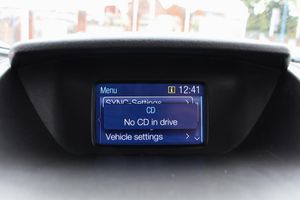 Menu 12:41
SYNC-Settings
CD
No CD in drive
Vehicle settings